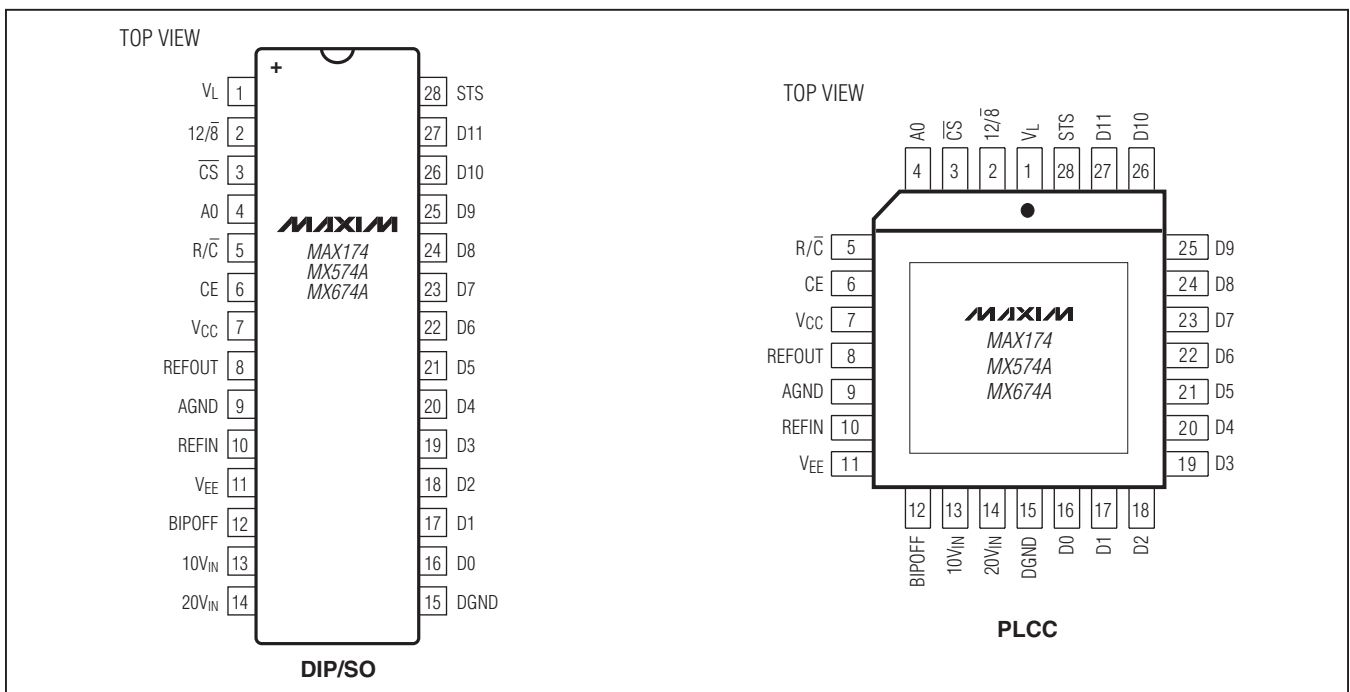 TOP VIEW
+
VL 1
12/8̅ 2
C̅S̅ 3
A0 4
R/C̅ 5
CE 6
VCC 7
REFOUT 8
AGND 9
REFIN 10
VEE 11
BIPOFF 12
10VIN 13
20VIN 14
28 STS
27 D11
26 D10
25 D9
24 D8
23 D7
22 D6
21 D5
20 D4
19 D3
18 D2
17 D1
16 D0
15 DGND
MAXIM
MAX174
MX574A
MX674A
DIP/SO
TOP VIEW
A0 C̅S̅ 12/8̅ VL STS D11 D10
4 3 2 1 28 27 26
R/C̅ 5
CE 6
VCC 7
REFOUT 8
AGND 9
REFIN 10
VEE 11
MAXIM
MAX174
MX574A
MX674A
25 D9
24 D8
23 D7
22 D6
21 D5
20 D4
19 D3
12 13 14 15 16 17 18
BIPOFF 10VIN 20VIN DGND D0 D1 D2
PLCC